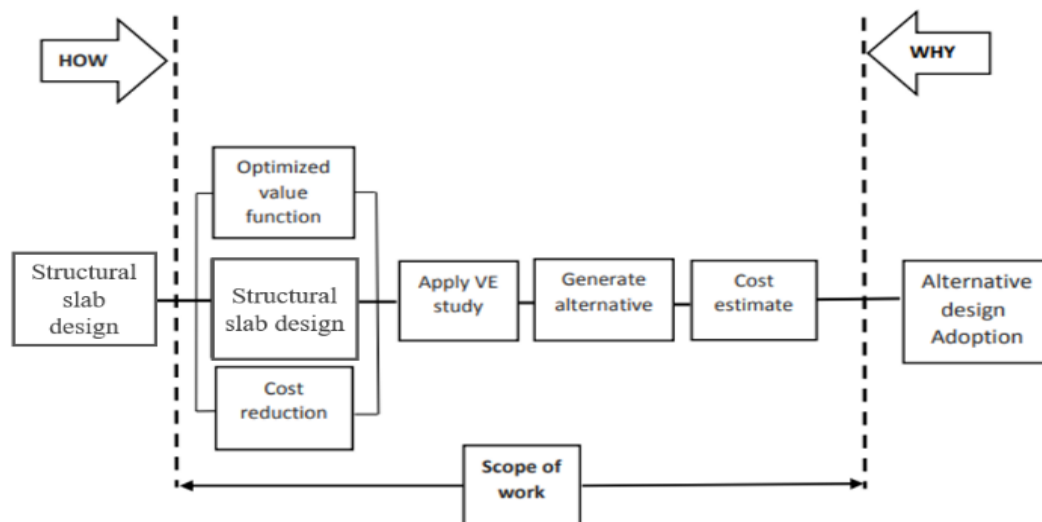 HOW
WHY
Optimized
value
function
Structural
slab
design
Structural
slab design
Apply VE
study
Generate
alternative
Cost
estimate
Alternative
design
Adoption
Cost
reduction
Scope of
work